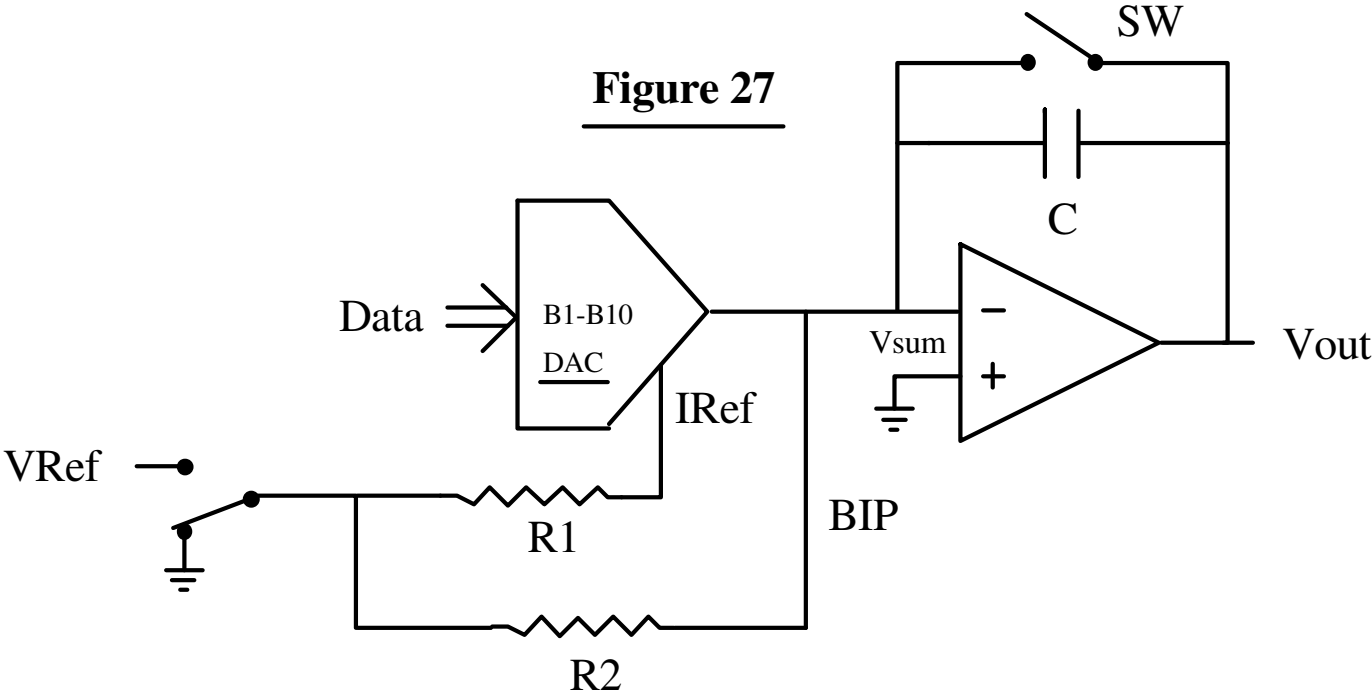 SW
Figure 27
C
Data
B1-B10
DAC
Vsum
−
+
Vout
IRef
VRef
R1
BIP
R2